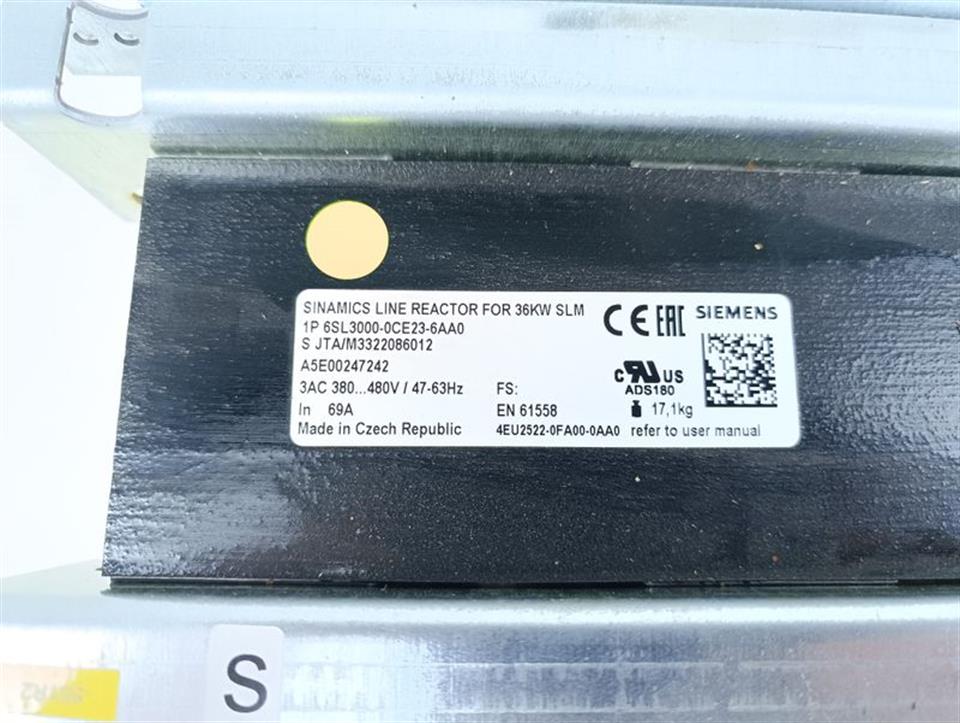 SINAMICS LINE REACTOR FOR 36KW SLM
1P 6SL3000-0CE23-6AA0
S JTA/M3322086012
A5E00247242
3AC 380...480V / 47-63Hz FS:
In 69A EN 61558
Made in Czech Republic 4EU2522-0FA00-0AA0 refer to user manual
CE EAC SIEMENS
c RU US
ADS180
17,1kg
S